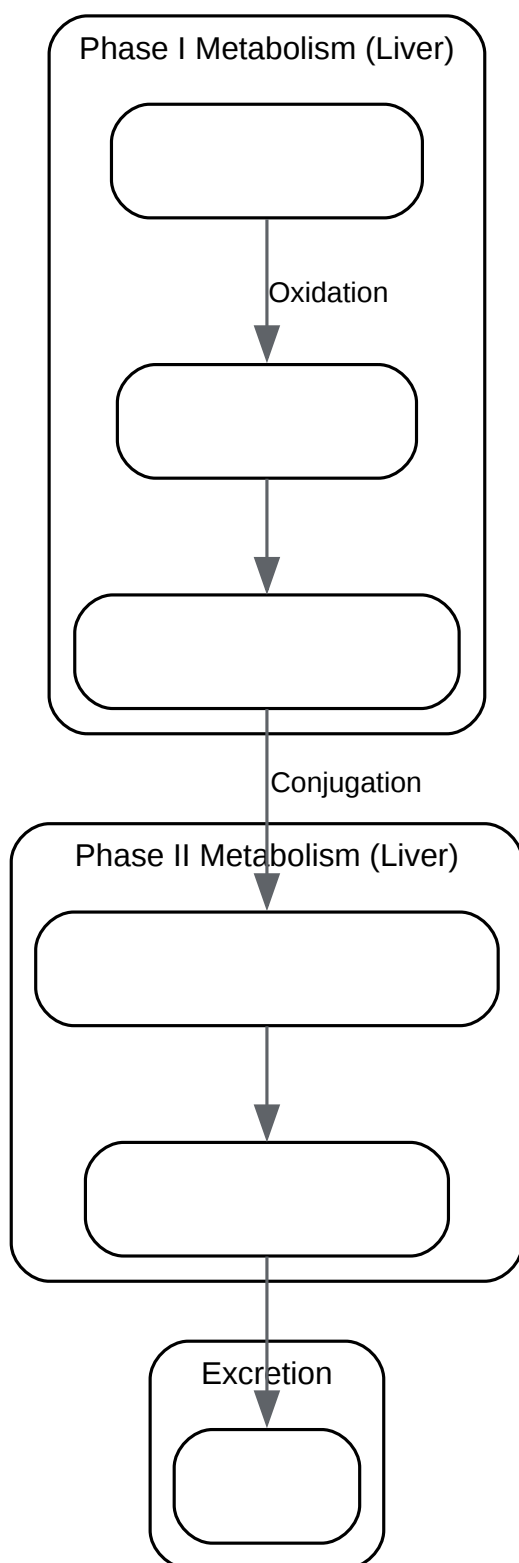 Phase I Metabolism (Liver)
Oxidation
Conjugation
Phase II Metabolism (Liver)
Excretion